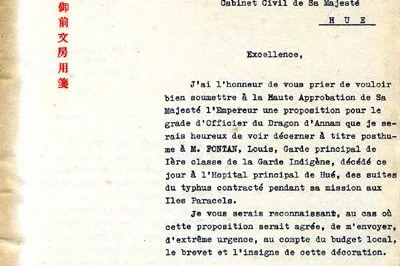 御前文房用箋
Cabinet Civil de Sa Majesté
H U E
Excellence,
J'ai l'honneur de vous prier de vouloir
bien soumettre à la Haute Approbation de Sa
Majesté l'Empereur une proposition pour le
grade d'Officier du Dragon d'Annam que je se-
rais heureux de voir décerner à titre posthu-
me à M. FONTAN, Louis, Garde principal de
Ière classe de la Garde Indigène, décédé ce
jour à l'Hopital principal de Hué, des suites
du typhus contracté pendant sa mission aux
Iles Paracels.
Je vous serais reconnaissant, au cas où
cette proposition serait agrée, de m'envoyer,
d'extrême urgence, au compte du budget local,
le brevet et l'insigne de cette décoration.